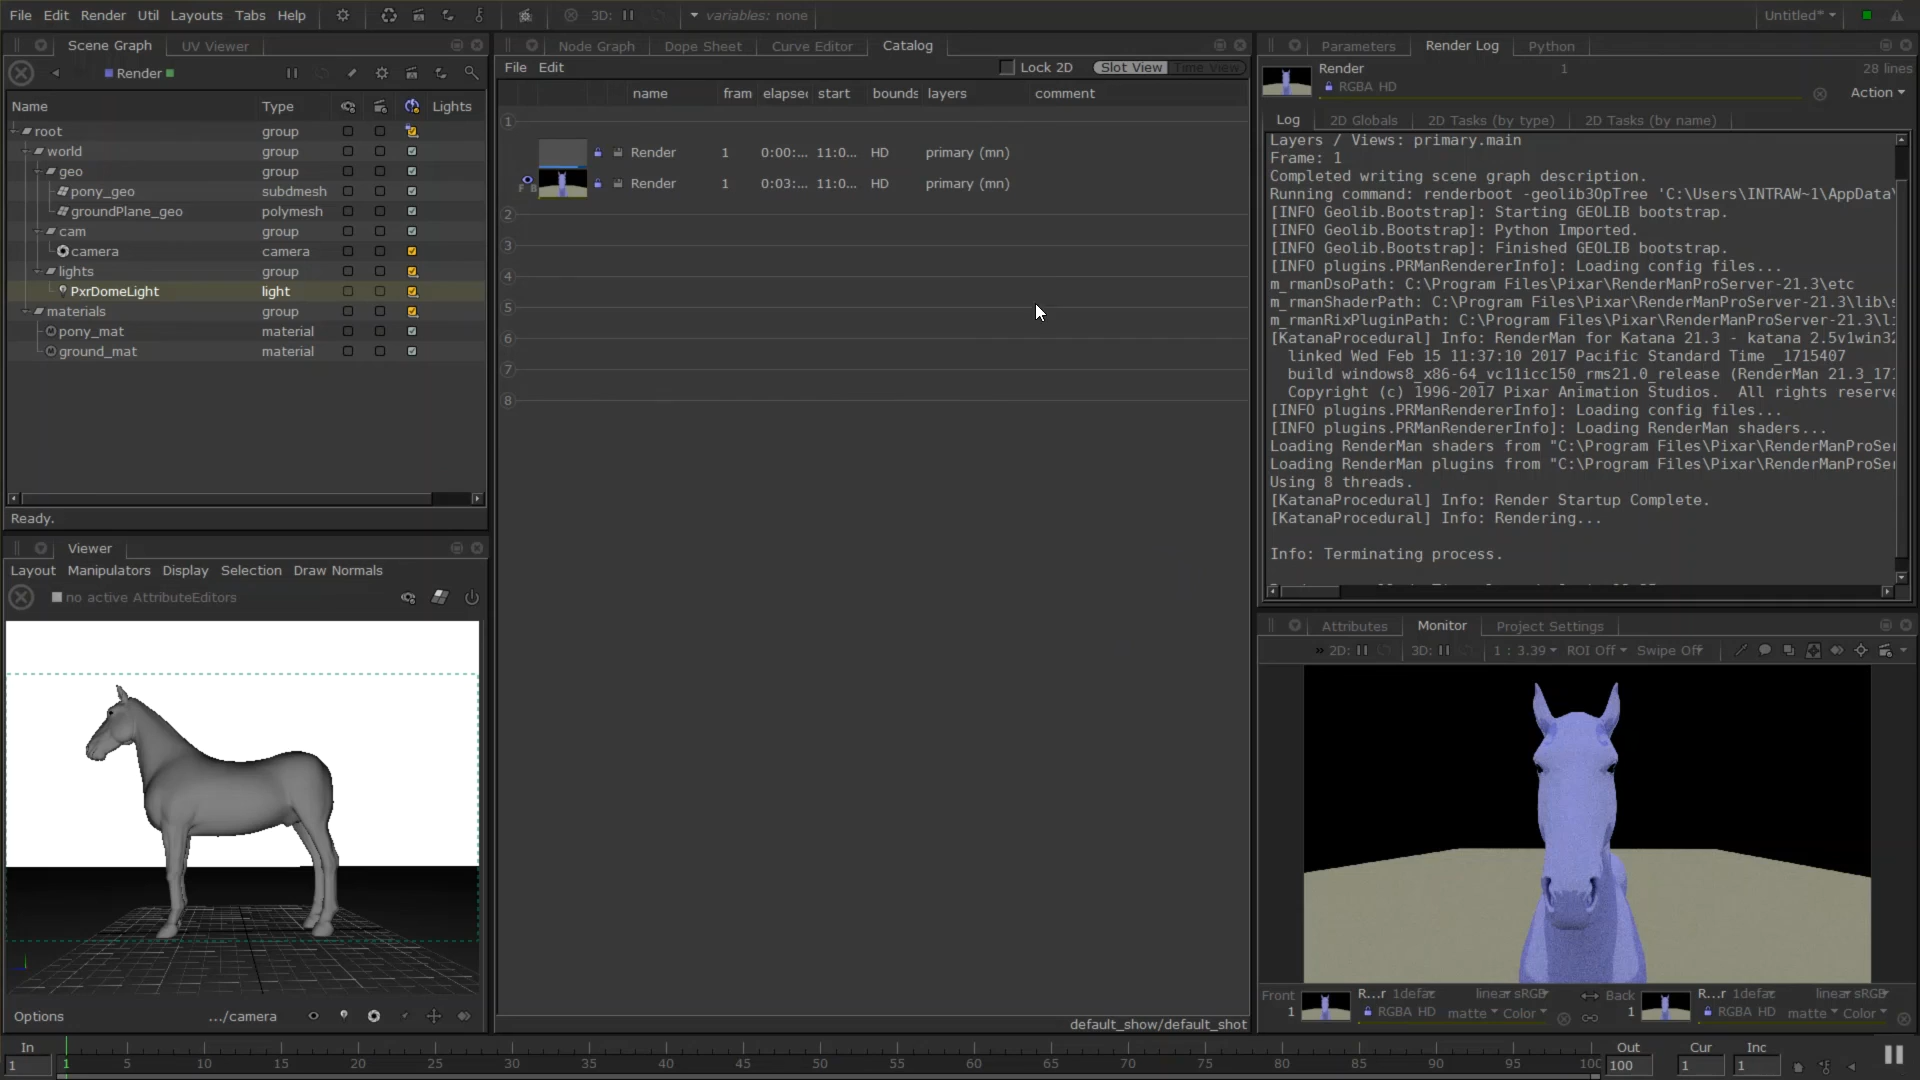 File Edit Render Util Layouts Tabs Help 3D: variables: none Untitled*
Scene Graph UV Viewer
Render
Name Type Lights
root group
world group
geo group
pony_geo subdmesh
groundPlane_geo polymesh
cam group
camera camera
lights group
PxrDomeLight light
materials group
pony_mat material
ground_mat material
Ready.
Viewer
Layout Manipulators Display Selection Draw Normals
no active AttributeEditors
Options .../camera
Node Graph Dope Sheet Curve Editor Catalog
File Edit Lock 2D Slot View Time View
name fram elapsed start bounds layers comment
1
Render 1 0:00:... 11:0... HD primary (mn)
F B Render 1 0:03:... 11:0... HD primary (mn)
2
3
4
5
6
7
8
default_show/default_shot
Parameters Render Log Python
Render 1 28 lines
RGBA HD Action
Log 2D Globals 2D Tasks (by type) 2D Tasks (by name)
Layers / Views: primary.main
Frame: 1
Completed writing scene graph description.
Running command: renderboot -geolib3OpTree 'C:\Users\INTRAW~1\AppData\
[INFO Geolib.Bootstrap]: Starting GEOLIB bootstrap.
[INFO Geolib.Bootstrap]: Python Imported.
[INFO Geolib.Bootstrap]: Finished GEOLIB bootstrap.
[INFO plugins.PRManRendererInfo]: Loading config files...
m_rmanDsoPath: C:\Program Files\Pixar\RenderManProServer-21.3\etc
m_rmanShaderPath: C:\Program Files\Pixar\RenderManProServer-21.3\lib\s
m_rmanRixPluginPath: C:\Program Files\Pixar\RenderManProServer-21.3\li
[KatanaProcedural] Info: RenderMan for Katana 21.3 - katana 2.5v1win32
linked Wed Feb 15 11:37:10 2017 Pacific Standard Time _1715407
build windows8_x86-64_vc11icc150_rms21.0_release (RenderMan 21.3_171
Copyright (c) 1996-2017 Pixar Animation Studios. All rights reserve
[INFO plugins.PRManRendererInfo]: Loading config files...
[INFO plugins.PRManRendererInfo]: Loading RenderMan shaders...
Loading RenderMan shaders from "C:\Program Files\Pixar\RenderManProSer
Loading RenderMan plugins from "C:\Program Files\Pixar\RenderManProSer
Using 8 threads.
[KatanaProcedural] Info: Render Startup Complete.
[KatanaProcedural] Info: Rendering...
Info: Terminating process.
Attributes Monitor Project Settings
» 2D: 3D: 1 : 3.39 ROI Off Swipe Off
Front R...r 1defa linear sRGB Back R...r 1defa linear sRGB
1 RGBA HD matte Color 1 RGBA HD matte Color
In Out Cur Inc
1 1 5 10 15 20 25 30 35 40 45 50 55 60 65 70 75 80 85 90 95 100 1 1